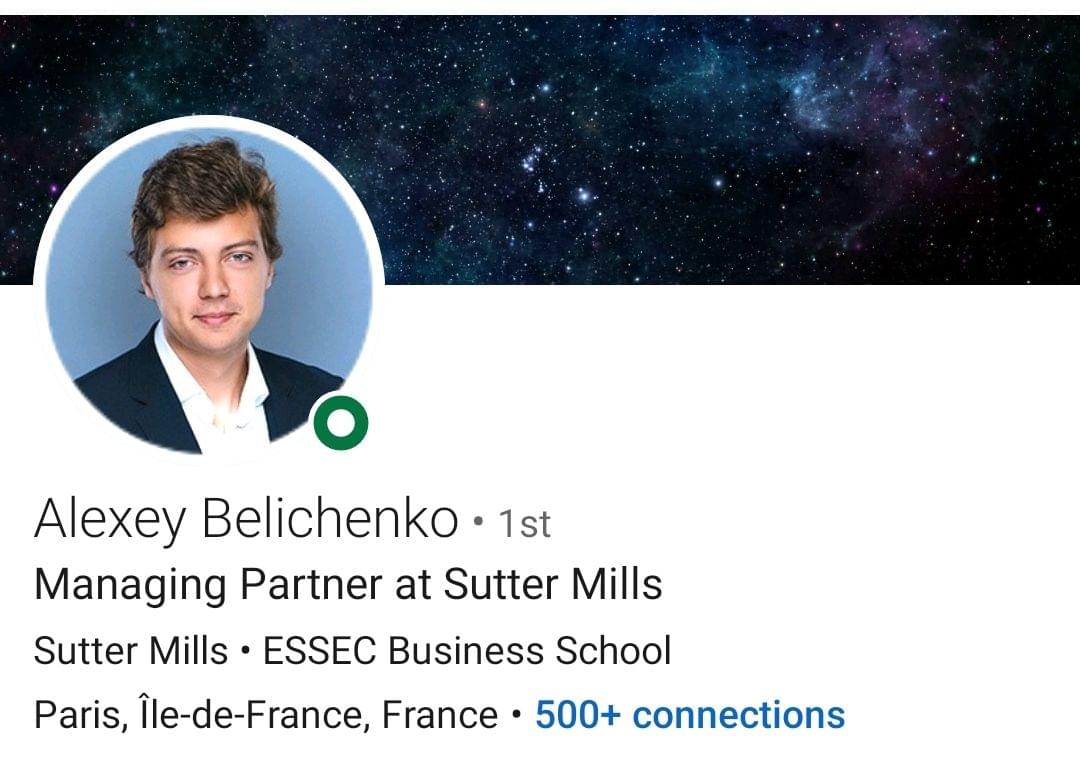 Alexey Belichenko • 1st
Managing Partner at Sutter Mills
Sutter Mills • ESSEC Business School
Paris, Île-de-France, France • 500+ connections